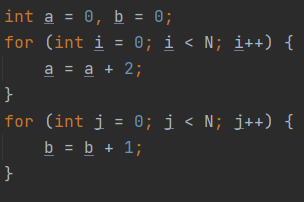 int a = 0, b = 0;
for (int i = 0; i < N; i++) {
    a = a + 2;
}
for (int j = 0; j < N; j++) {
    b = b + 1;
}